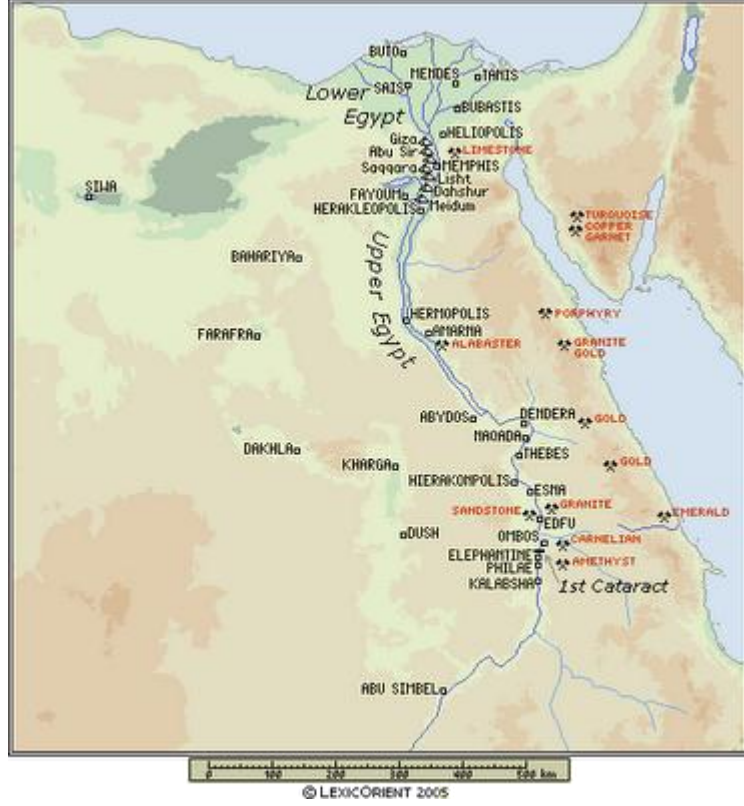 BUTO
MENDES
TANIS
SAIS
Lower
Egypt
BUBASTIS
HELIOPOLIS
Giza
LIMESTONE
Abu Sir
MEMPHIS
Saqqara
Lisht
SIWA
Dahshur
FAYOUM
Meidum
HERAKLEOPOLIS
TURQUOISE
COPPER
GARNET
Upper Egypt
BAHARIYA
HERMOPOLIS
PORPHYRY
AMARNA
FARAFRA
ALABASTER
GRANITE
GOLD
ABYDOS
DENDERA
GOLD
NAQADA
DAKHLA
THEBES
KHARGA
GOLD
HIERAKONPOLIS
ESNA
SANDSTONE
GRANITE
EMERALD
EDFU
DUSH
OMBOS
CARNELIAN
ELEPHANTINE
AMETHYST
PHILAE
KALABSHA
1st Cataract
ABU SIMBEL
0 100 200 300 400 500 km
© LEXICORIENT 2005